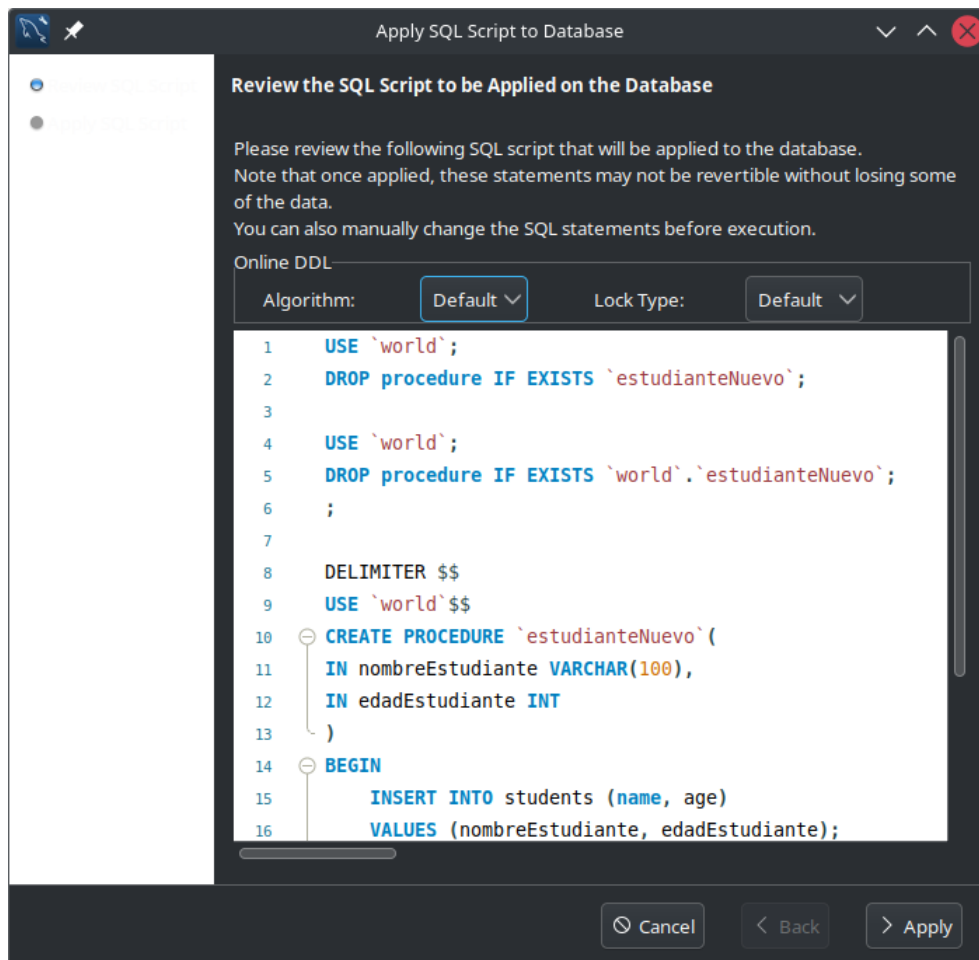 Apply SQL Script to Database
Review SQL Script
Apply SQL Script
Review the SQL Script to be Applied on the Database
Please review the following SQL script that will be applied to the database.
Note that once applied, these statements may not be revertible without losing some
of the data.
You can also manually change the SQL statements before execution.
Online DDL
Algorithm: Default Lock Type: Default
1 USE `world`;
2 DROP procedure IF EXISTS `estudianteNuevo`;
3
4 USE `world`;
5 DROP procedure IF EXISTS `world`.`estudianteNuevo`;
6 ;
7
8 DELIMITER $$
9 USE `world`$$
10 CREATE PROCEDURE `estudianteNuevo`(
11 IN nombreEstudiante VARCHAR(100),
12 IN edadEstudiante INT
13 )
14 BEGIN
15 INSERT INTO students (name, age)
16 VALUES (nombreEstudiante, edadEstudiante);
Cancel Back Apply